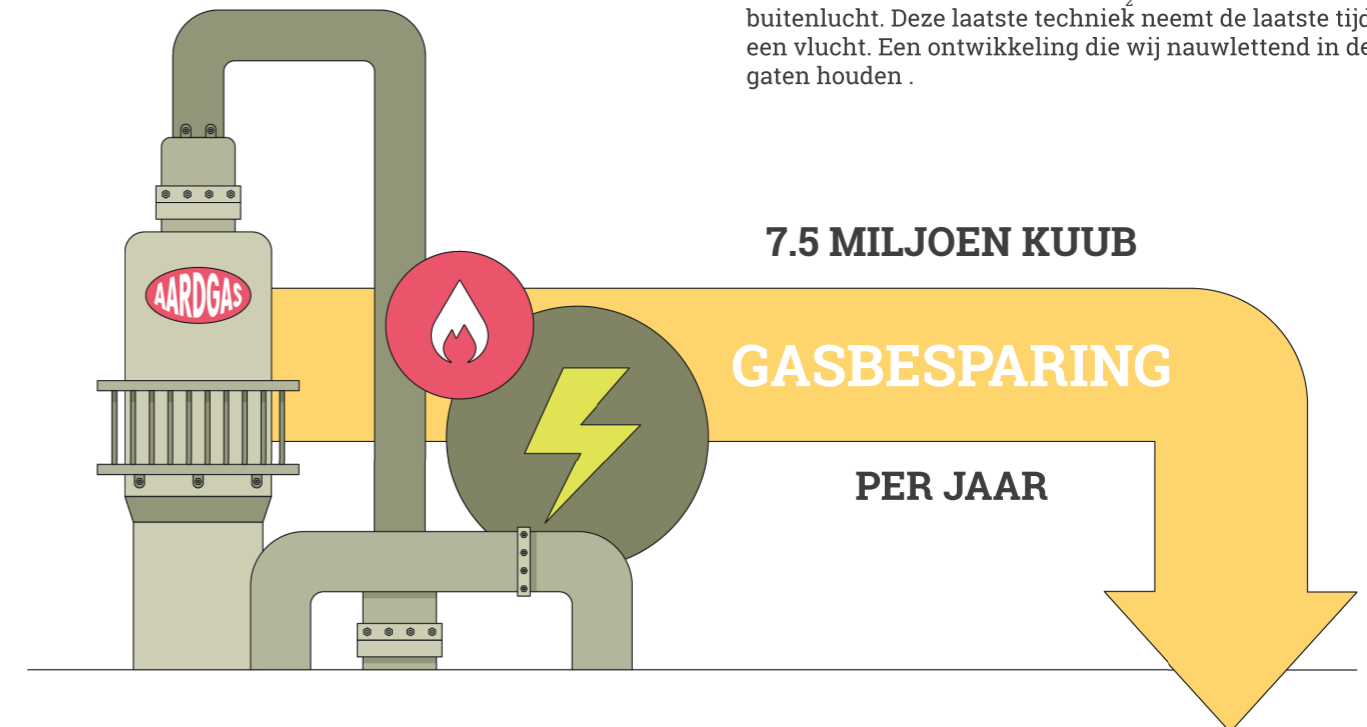 2
buitenlucht. Deze laatste techniek neemt de laatste tijd
een vlucht. Een ontwikkeling die wij nauwlettend in de
gaten houden .
7.5 MILJOEN KUUB
AARDGAS
GASBESPARING
PER JAAR